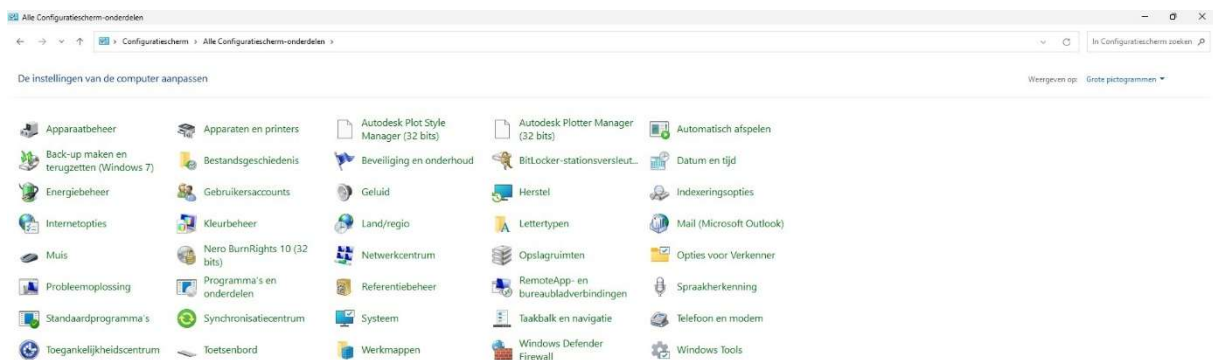 Alle Configuratiescherm-onderdelen
Configuratiescherm > Alle Configuratiescherm-onderdelen >
In Configuratiescherm zoeken
De instellingen van de computer aanpassen
Weergeven op: Grote pictogrammen
Apparaatbeheer
Apparaten en printers
Autodesk Plot Style
Manager (32 bits)
Autodesk Plotter Manager
(32 bits)
Automatisch afspelen
Back-up maken en
terugzetten (Windows 7)
Bestandsgeschiedenis
Beveiliging en onderhoud
BitLocker-stationsversleut...
Datum en tijd
Energiebeheer
Gebruikersaccounts
Geluid
Herstel
Indexeringsopties
Internetopties
Kleurbeheer
Land/regio
Lettertypen
Mail (Microsoft Outlook)
Muis
Nero BurnRights 10 (32
bits)
Netwerkcentrum
Opslagruimten
Opties voor Verkenner
Probleemoplossing
Programma's en
onderdelen
Referentiebeheer
RemoteApp- en
bureaubladverbindingen
Spraakherkenning
Standaardprogramma's
Synchronisatiecentrum
Systeem
Taakbalk en navigatie
Telefoon en modem
Toegankelijkheidscentrum
Toetsenbord
Werkmappen
Windows Defender
Firewall
Windows Tools